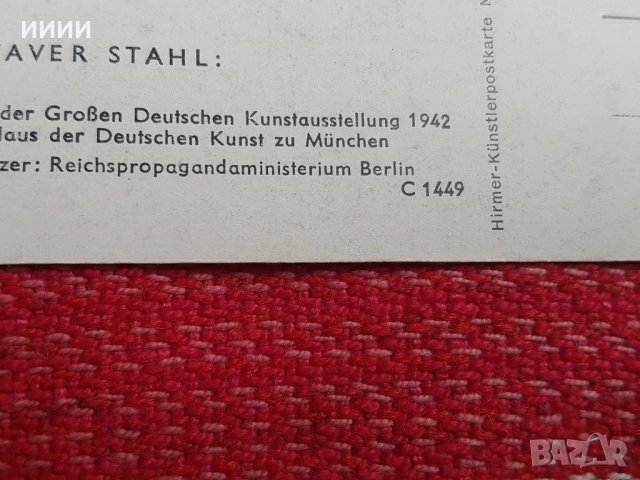 ииии
AVER STAHL:
der Großen Deutschen Kunstausstellung 1942
Haus der Deutschen Kunst zu München
zer: Reichspropagandaministerium Berlin
C 1449
Hirmer-Künstlerpostkarte
BAZAR